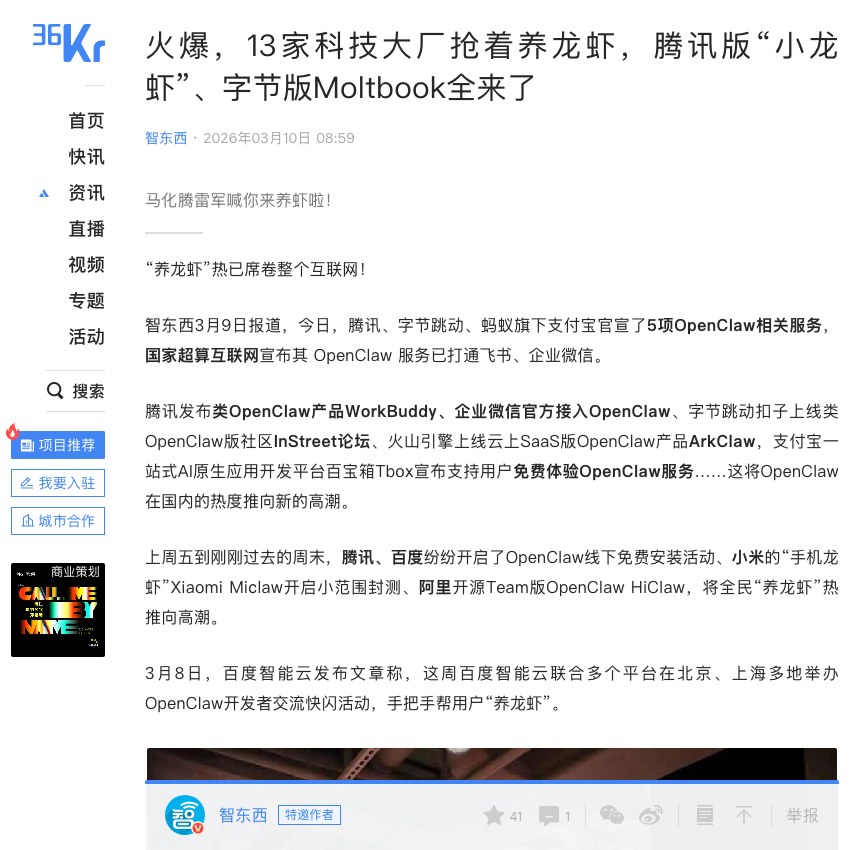 36Kr
首页
快讯
资讯
直播
视频
专题
活动
搜索
项目推荐
我要入驻
城市合作
商业策划
CALL ME
BY
NAME
火爆，13家科技大厂抢着养龙虾，腾讯版“小龙
虾”、字节版Moltbook全来了
智东西 · 2026年03月10日 08:59
马化腾雷军喊你来养虾啦！
“养龙虾”热已席卷整个互联网！
智东西3月9日报道，今日，腾讯、字节跳动、蚂蚁旗下支付宝官宣了5项OpenClaw相关服务，
国家超算互联网宣布其 OpenClaw 服务已打通飞书、企业微信。
腾讯发布类OpenClaw产品WorkBuddy、企业微信官方接入OpenClaw、字节跳动扣子上线类
OpenClaw版社区InStreet论坛、火山引擎上线云上SaaS版OpenClaw产品ArkClaw，支付宝一
站式AI原生应用开发平台百宝箱Tbox宣布支持用户免费体验OpenClaw服务……这将OpenClaw
在国内的热度推向新的高潮。
上周五到刚刚过去的周末，腾讯、百度纷纷开启了OpenClaw线下免费安装活动、小米的“手机龙
虾”Xiaomi Miclaw开启小范围封测、阿里开源Team版OpenClaw HiClaw，将全民“养龙虾”热
推向高潮。
3月8日，百度智能云发布文章称，这周百度智能云联合多个平台在北京、上海多地举办
OpenClaw开发者交流快闪活动，手把手帮用户“养龙虾”。
智东西 特邀作者 41 1 举报